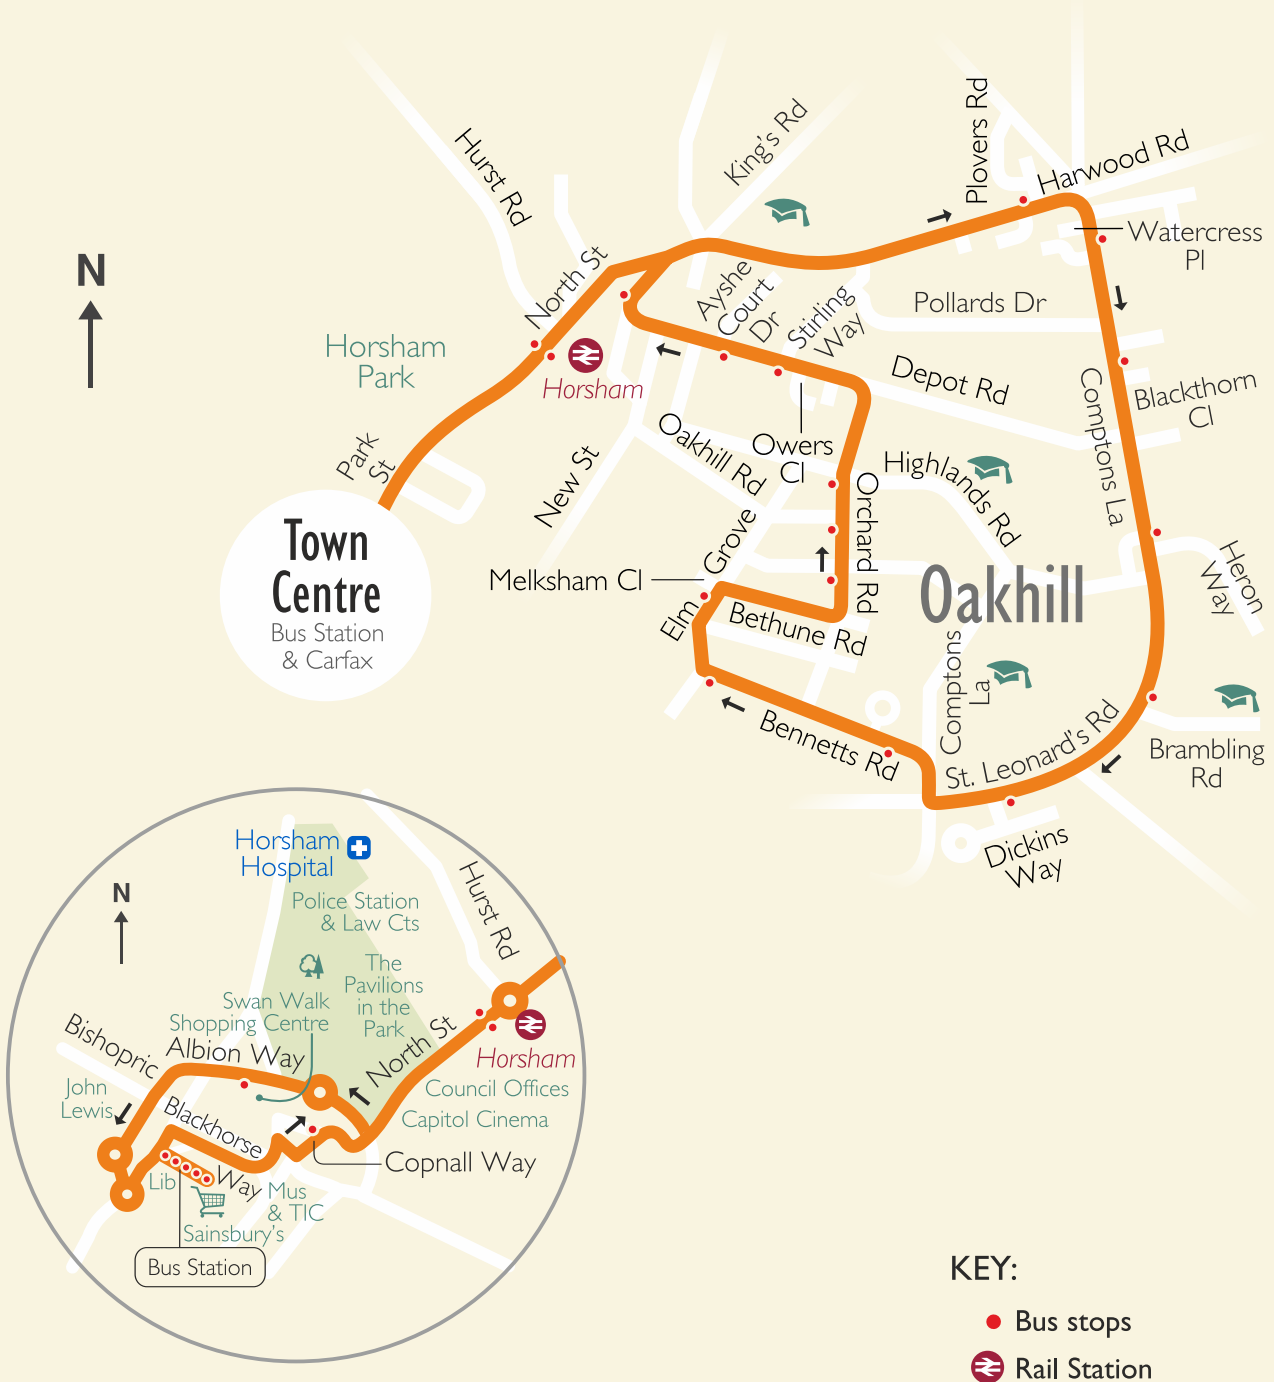 Plovers Rd
Harwood Rd
King's Rd
Hurst Rd
Watercress
Pl
North St
Ayshe
Court
Dr
Stirling
Way
Pollards Dr
N
Horsham
Park
Horsham
Depot Rd
Comptons La
Blackthorn
Cl
Park
St
New St
Oakhill Rd
Owers
Cl
Highlands Rd
Orchard Rd
Town
Centre
Bus Station
& Carfax
Melksham Cl
Elm Grove
Bethune Rd
Oakhill
Heron
Way
Comptons
La
Bennetts Rd
St. Leonard's Rd
Brambling
Rd
Dickins
Way
Horsham
Hospital
N
Police Station
& Law Cts
Hurst Rd
The
Pavilions
in the
Park
Swan Walk
Shopping Centre
Bishopric
Albion Way
North St
Horsham
Council Offices
Capitol Cinema
John
Lewis
Blackhorse
Way
Copnall Way
Lib
Mus
& TIC
Sainsbury's
Bus Station
KEY:
Bus stops
Rail Station